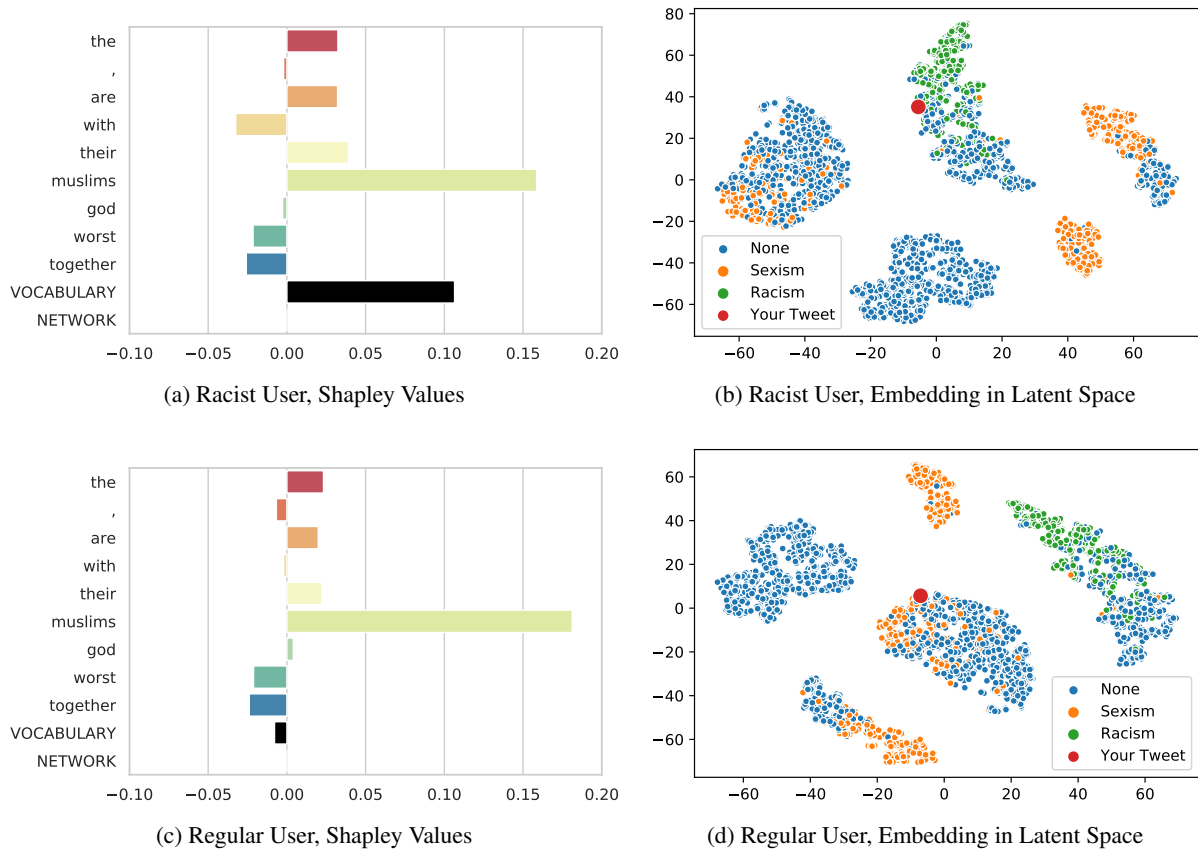 the
,
are
with
their
muslims
god
worst
together
VOCABULARY
NETWORK
−0.10 −0.05 0.00 0.05 0.10 0.15 0.20
(a) Racist User, Shapley Values
80
60
40
20
0
−20
−40
−60
None
Sexism
Racism
Your Tweet
−60 −40 −20 0 20 40 60
(b) Racist User, Embedding in Latent Space
the
,
are
with
their
muslims
god
worst
together
VOCABULARY
NETWORK
−0.10 −0.05 0.00 0.05 0.10 0.15 0.20
(c) Regular User, Shapley Values
60
40
20
0
−20
−40
−60
None
Sexism
Racism
Your Tweet
−60 −40 −20 0 20 40 60
(d) Regular User, Embedding in Latent Space